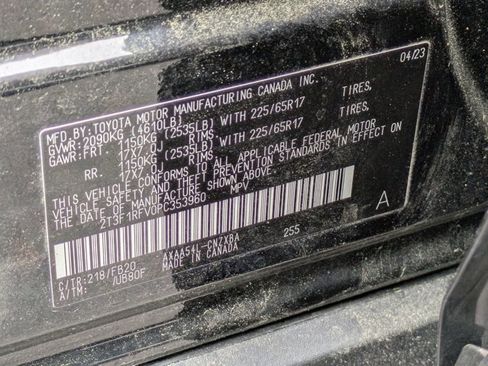 MFD.BY:TOYOTA MOTOR MANUFACTURING CANADA INC. 04/23
GVWR:2090KG (4610LB)
GAWR:FRT 1150KG (2535LB) WITH 225/65R17 TIRES,
17X7.0J RIMS
RR. 1150KG (2535LB) WITH 225/65R17 TIRES,
17X7.0J RIMS
THIS VEHICLE CONFORMS TO ALL APPLICABLE FEDERAL MOTOR
VEHICLE SAFETY AND THEFT PREVENTION STANDARDS IN EFFECT ON
THE DATE OF MANUFACTURE SHOWN ABOVE.
2T3F1RFV0PC353960 MPV
A
C/TR:218/FB20 AXAA54L-CNZXBA 255
A/TM: /U680F MADE IN CANADA